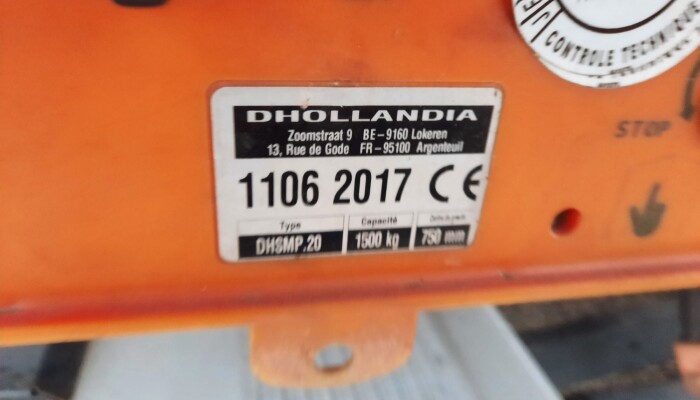 DHOLLANDIA
Zoomstraat 9 BE-9160 Lokeren
13, Rue de Gode FR-95100 Argenteuil
1106 2017 CE
Type Capacité
DHSMP.20 1500 kg 750 mm
CONTROLE TECHNIQUE
STOP